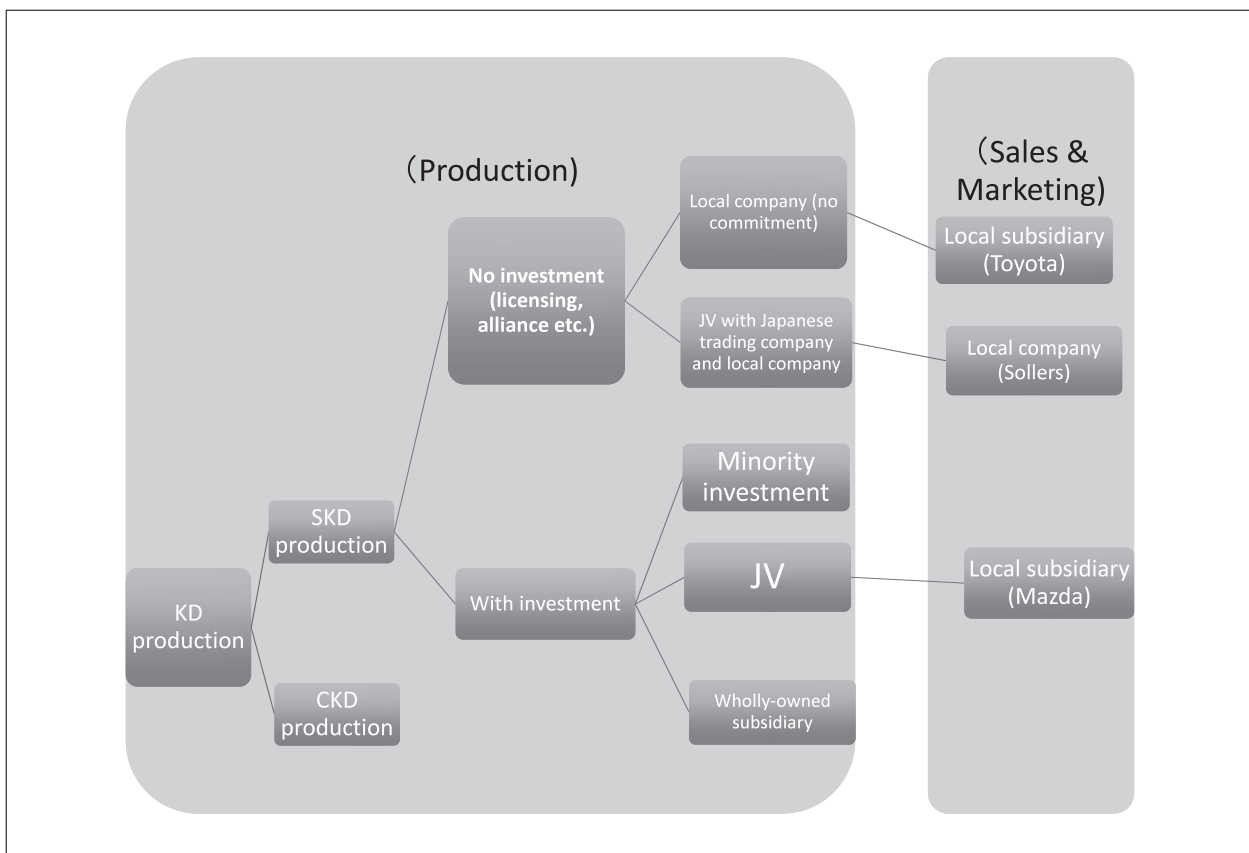 （Production)
（Sales &
Marketing)
Local company (no
commitment)
Local subsidiary
(Toyota)
No investment
(licensing,
alliance etc.)
JV with Japanese
trading company
and local company
Local company
(Sollers)
Minority
investment
SKD
production
JV
Local subsidiary
(Mazda)
With investment
KD
production
CKD
production
Wholly-owned
subsidiary